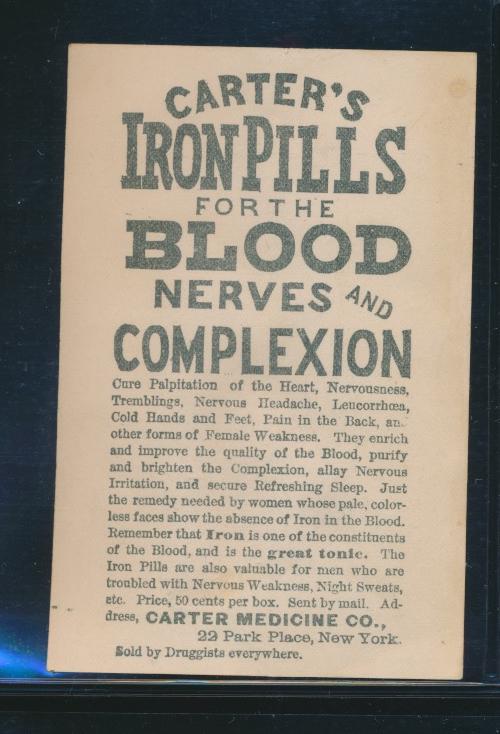 CARTER'S
IRON PILLS
FOR THE
BLOOD
NERVES AND
COMPLEXION
Cure Palpitation of the Heart, Nervousness,
Tremblings, Nervous Headache, Leucorrhœa,
Cold Hands and Feet, Pain in the Back, an
other forms of Female Weakness. They enrich
and improve the quality of the Blood, purify
and brighten the Complexion, allay Nervous
Irritation, and secure Refreshing Sleep. Just
the remedy needed by women whose pale, color-
less faces show the absence of Iron in the Blood.
Remember that Iron is one of the constituents
of the Blood, and is the great tonic. The
Iron Pills are also valuable for men who are
troubled with Nervous Weakness, Night Sweats,
etc. Price, 50 cents per box. Sent by mail. Ad-
dress, CARTER MEDICINE CO.,
22 Park Place, New York.
Sold by Druggists everywhere.